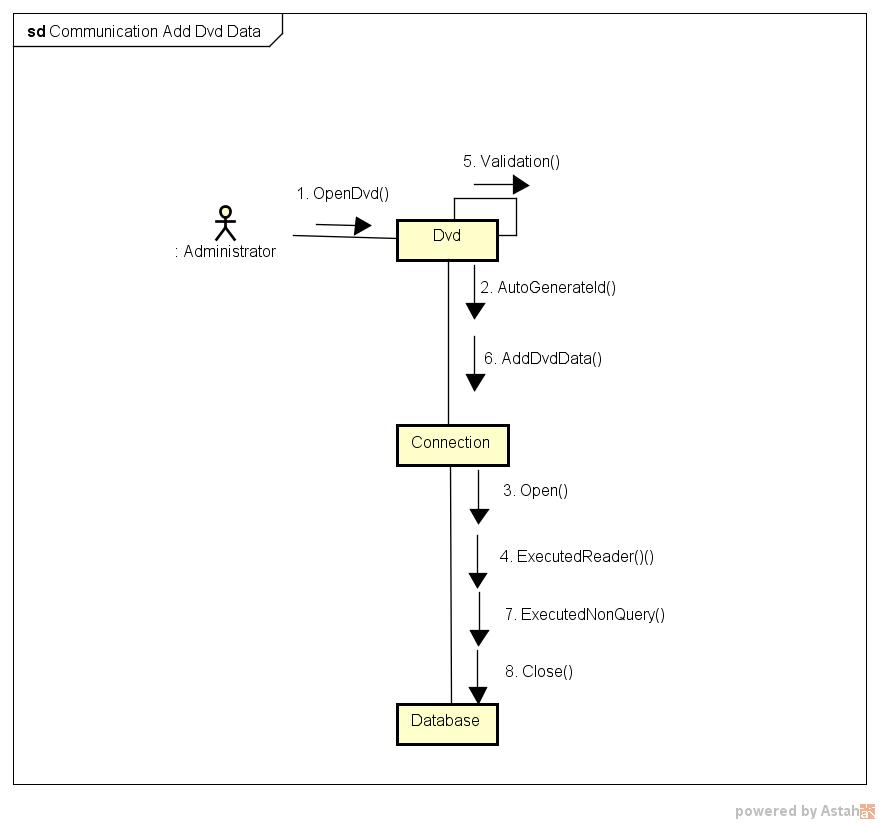 sd Communication Add Dvd Data
5. Validation()
1. OpenDvd()
: Administrator
Dvd
2. AutoGenerateId()
6. AddDvdData()
Connection
3. Open()
4. ExecutedReader()()
7. ExecutedNonQuery()
8. Close()
Database
powered by Astah